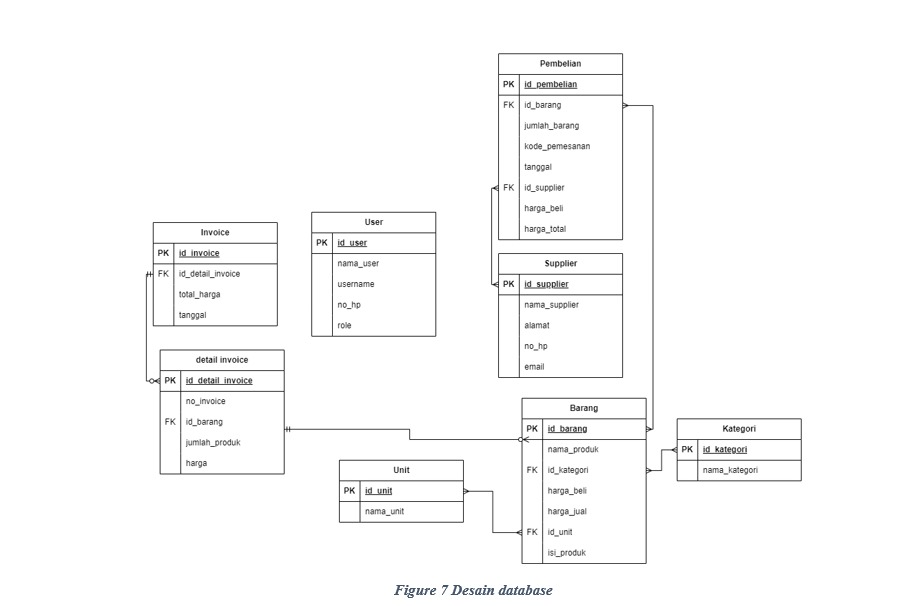 Pembelian
PK id_pembelian
FK id_barang
jumlah_barang
kode_pemesanan
tanggal
FK id_supplier
harga_beli
harga_total
Invoice
PK id_invoice
FK id_detail_invoice
total_harga
tanggal
User
PK id_user
nama_user
username
no_hp
role
Supplier
PK id_supplier
nama_supplier
alamat
no_hp
email
detail invoice
PK id_detail_invoice
no_invoice
FK id_barang
jumlah_produk
harga
Barang
PK id_barang
nama_produk
FK id_kategori
harga_beli
harga_jual
FK id_unit
isi_produk
Kategori
PK id_kategori
nama_kategori
Unit
PK id_unit
nama_unit
Figure 7 Desain database